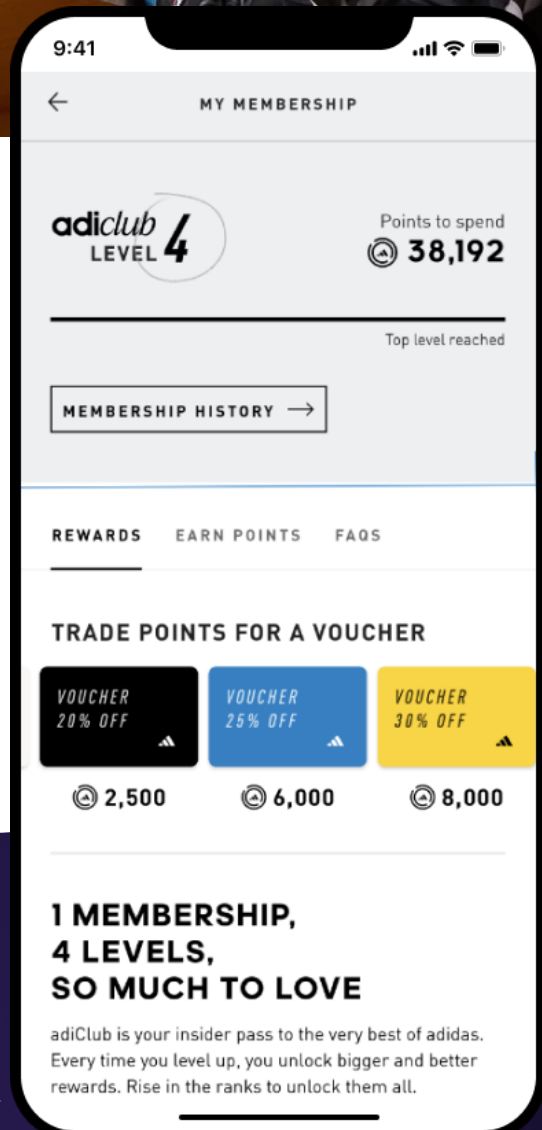 9:41
MY MEMBERSHIP
adiclub
LEVEL 4
Points to spend
38,192
Top level reached
MEMBERSHIP HISTORY →
REWARDS EARN POINTS FAQS
TRADE POINTS FOR A VOUCHER
VOUCHER
20% OFF
VOUCHER
25% OFF
VOUCHER
30% OFF
2,500 6,000 8,000
1 MEMBERSHIP,
4 LEVELS,
SO MUCH TO LOVE
adiClub is your insider pass to the very best of adidas.
Every time you level up, you unlock bigger and better
rewards. Rise in the ranks to unlock them all.